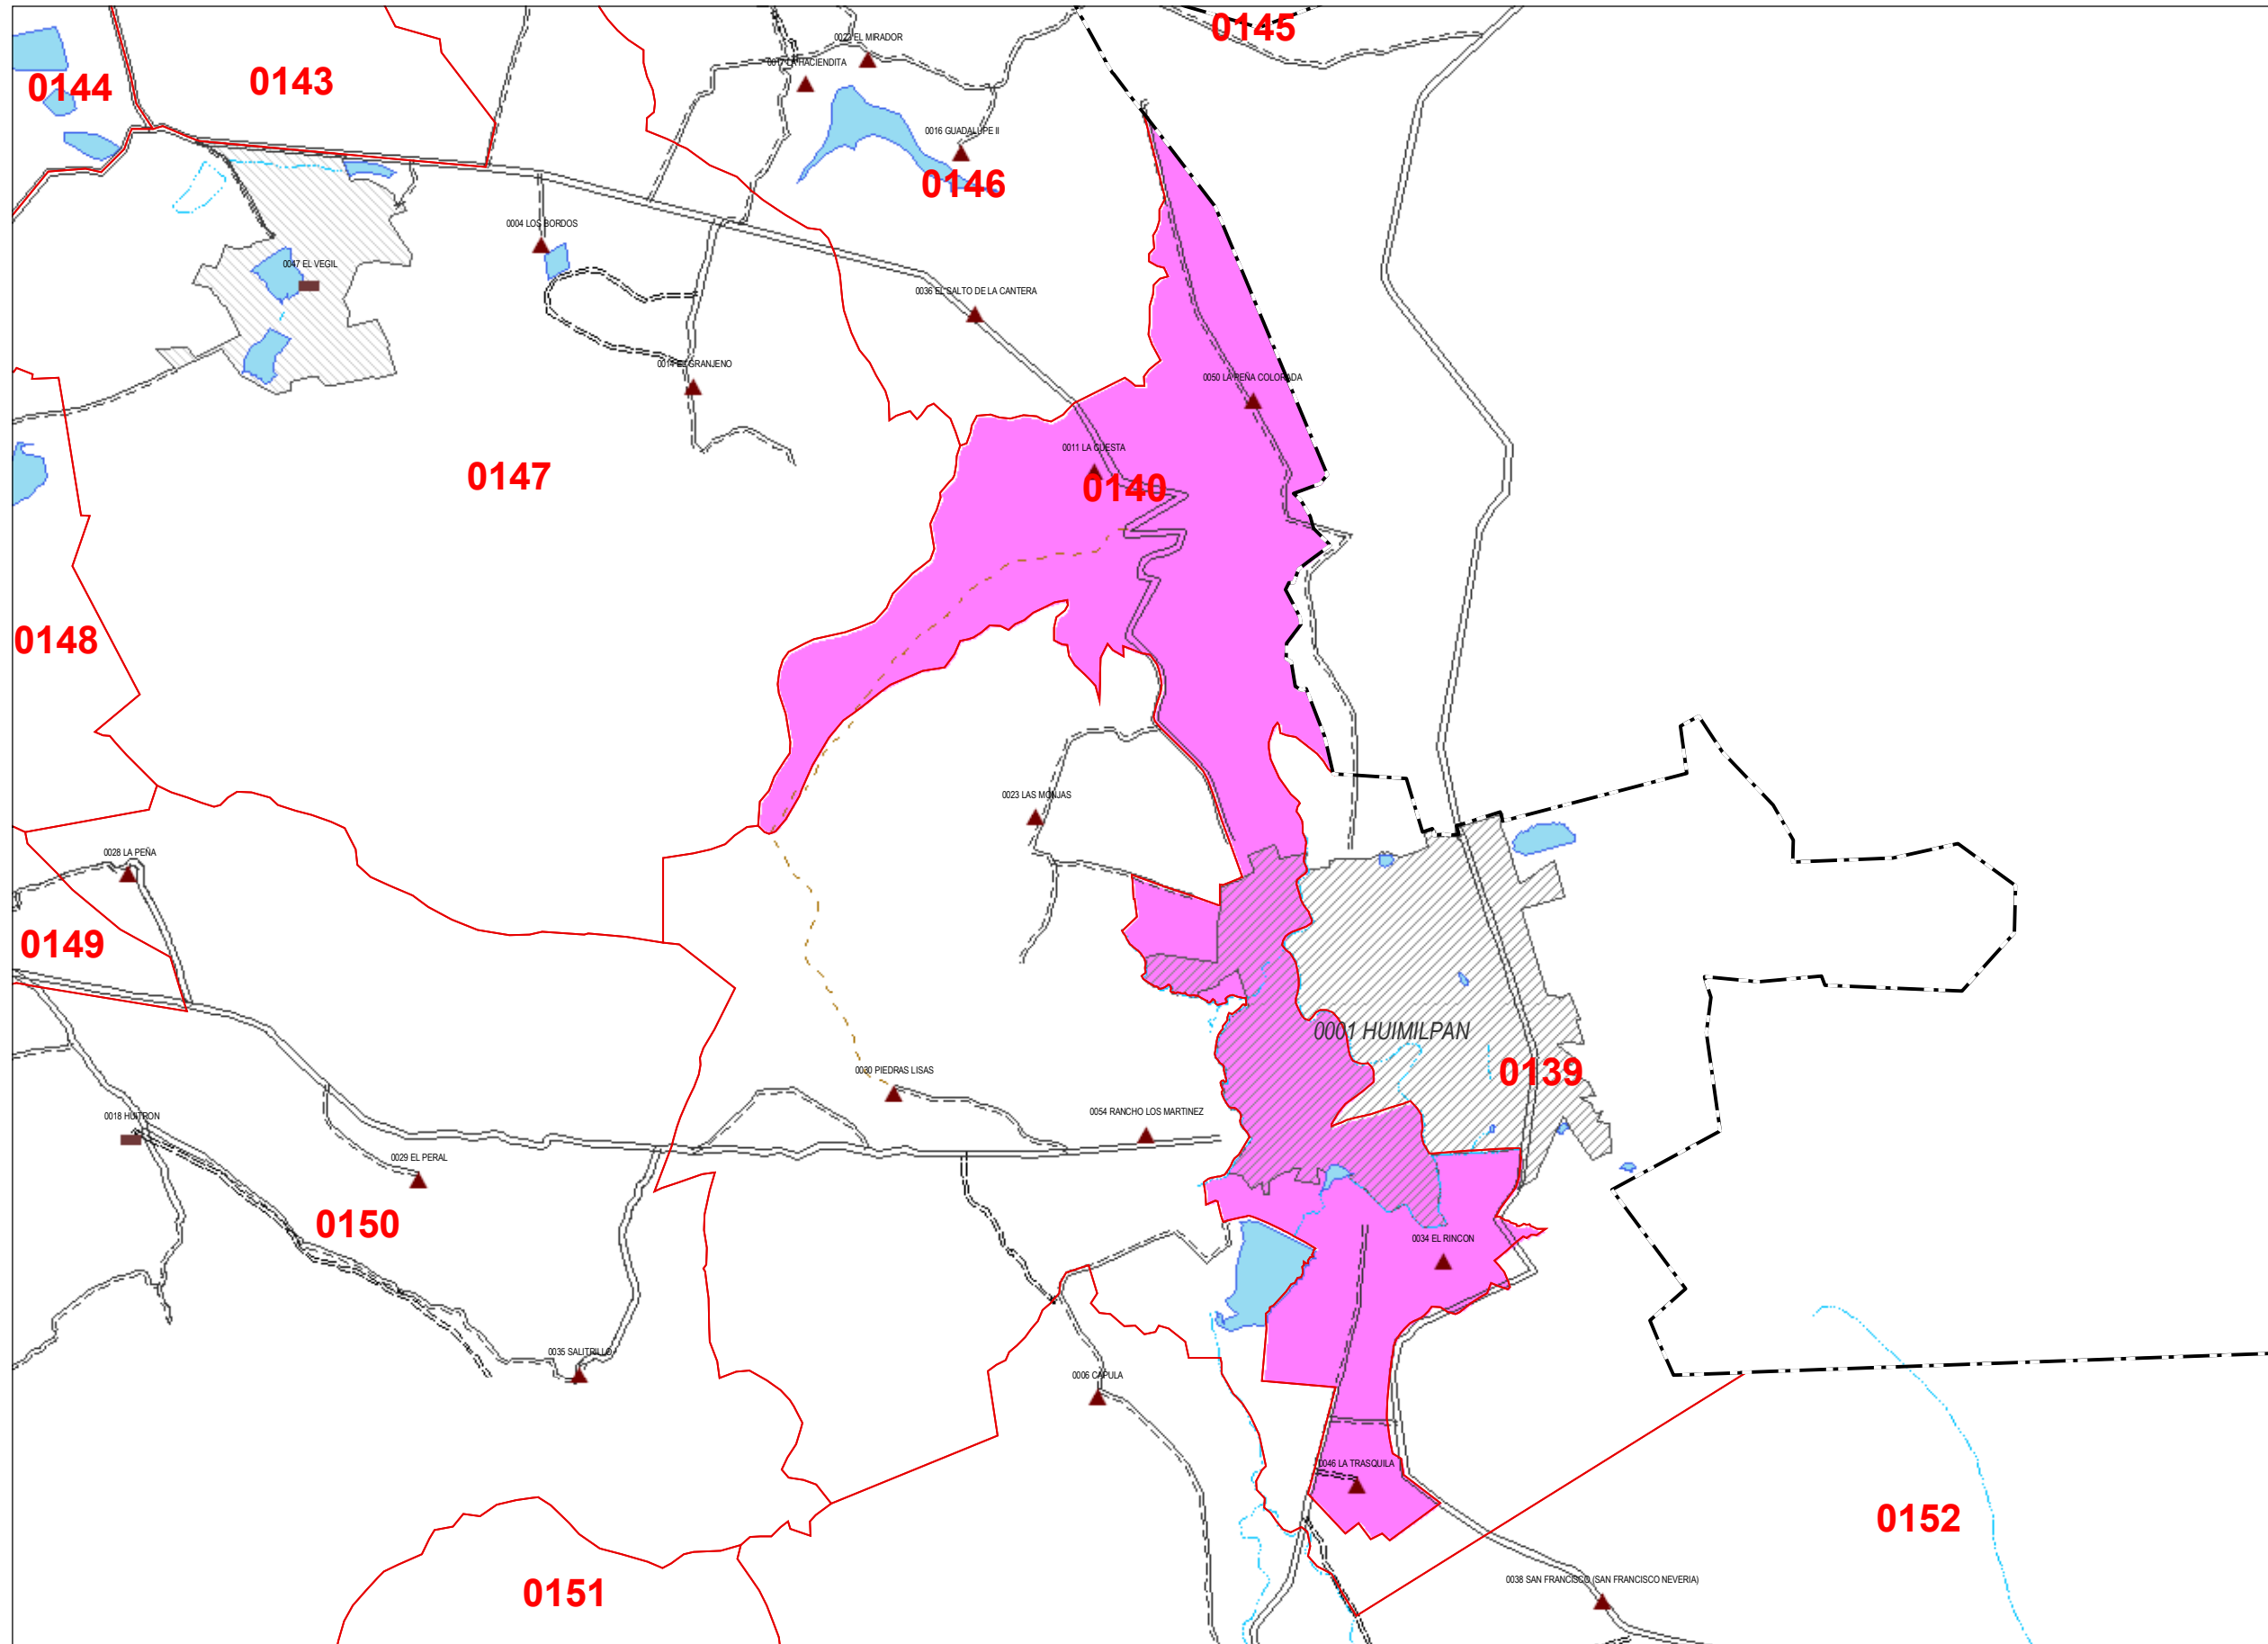 0145
0022 EL MIRADOR
0017 LA HACIENDITA
0143
0144
0016 GUADALUPE II
0146
0004 LOS BORDOS
0047 EL VEGIL
0036 EL SALTO DE LA CANTERA
0014 EL GRANJENO
0050 LA PEÑA COLORADA
0011 LA CUESTA
0147
0140
0148
0023 LAS MONJAS
0028 LA PEÑA
0149
0001 HUIMILPAN
0139
0030 PIEDRAS LISAS
0054 RANCHO LOS MARTINEZ
0018 HUITRON
0029 EL PERAL
0150
0034 EL RINCON
0035 SALITRILLO
0006 CAPULA
0046 LA TRASQUILA
0152
0038 SAN FRANCISCO (SAN FRANCISCO NEVERIA)
0151